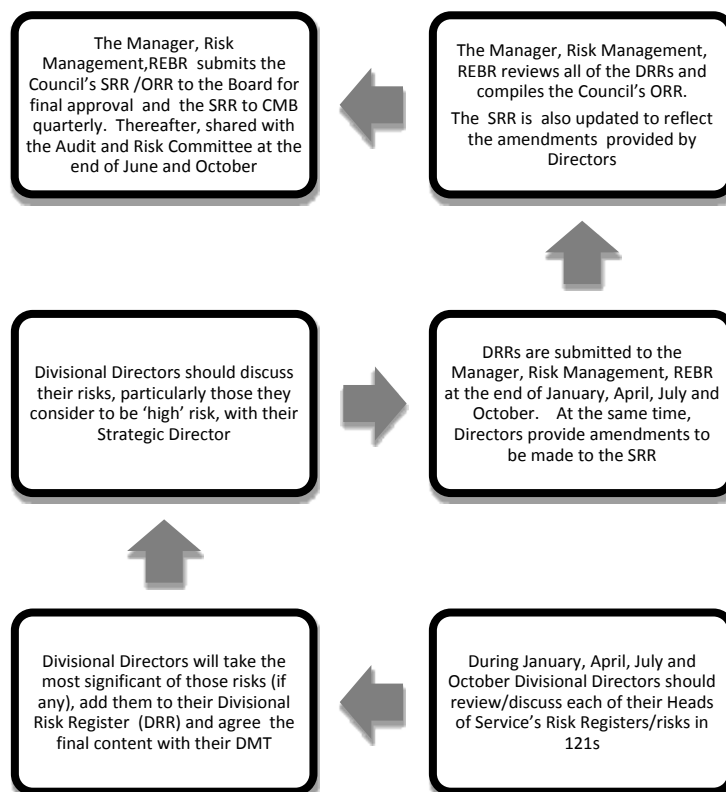 The Manager, Risk
Management,REBR submits the
Council's SRR /ORR to the Board for
final approval and the SRR to CMB
quarterly. Thereafter, shared with
the Audit and Risk Committee at the
end of June and October
The Manager, Risk Management,
REBR reviews all of the DRRs and
compiles the Council's ORR.
The SRR is also updated to reflect
the amendments provided by
Directors
Divisional Directors should discuss
their risks, particularly those they
consider to be 'high' risk, with their
Strategic Director
DRRs are submitted to the
Manager, Risk Management, REBR
at the end of January, April, July and
October. At the same time,
Directors provide amendments to
be made to the SRR
Divisional Directors will take the
most significant of those risks (if
any), add them to their Divisional
Risk Register (DRR) and agree the
final content with their DMT
During January, April, July and
October Divisional Directors should
review/discuss each of their Heads
of Service's Risk Registers/risks in
121s